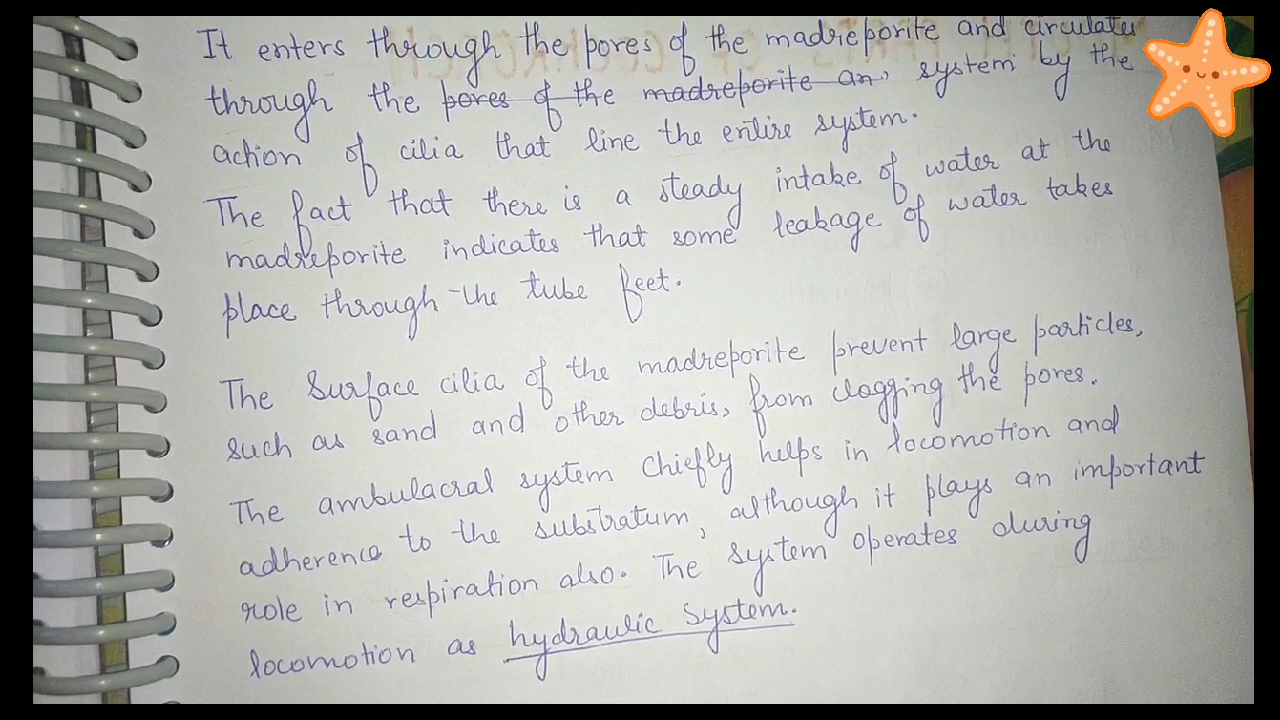 It enters through the pores of the madreporite and circulates
through the pores of the madreporite an, system by the
action of cilia that line the entire system.
The fact that there is a steady intake of water at the
madreporite indicates that some leakage of water takes
place through the tube feet.
The Surface cilia of the madreporite prevent large particles,
such as sand and other debris, from clogging the pores.
The ambulacral system Chiefly helps in locomotion and
adherence to the substratum, although it plays an important
role in respiration also. The system operates during
locomotion as hydraulic System.